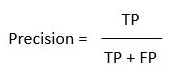 Precision = TP
TP + FP